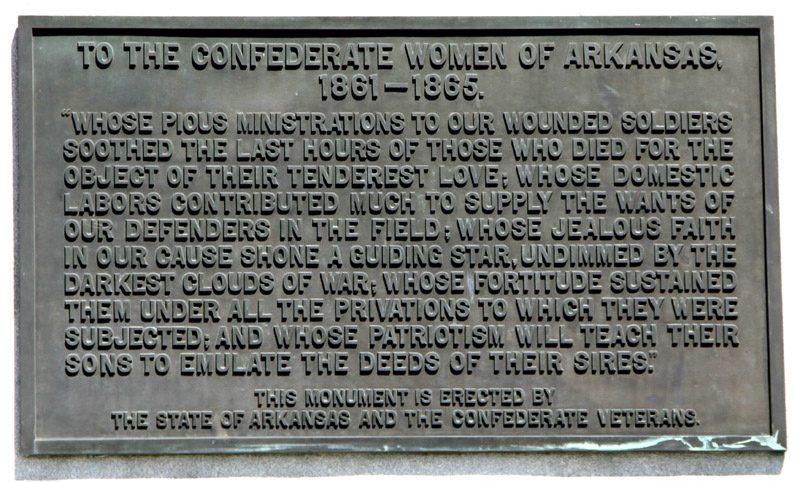 TO THE CONFEDERATE WOMEN OF ARKANSAS,
1861—1865.
"WHOSE PIOUS MINISTRATIONS TO OUR WOUNDED SOLDIERS
SOOTHED THE LAST HOURS OF THOSE WHO DIED FOR THE
OBJECT OF THEIR TENDEREST LOVE; WHOSE DOMESTIC
LABORS CONTRIBUTED MUCH TO SUPPLY THE WANTS OF
OUR DEFENDERS IN THE FIELD; WHOSE JEALOUS FAITH
IN OUR CAUSE SHONE A GUIDING STAR, UNDIMMED BY THE
DARKEST CLOUDS OF WAR; WHOSE FORTITUDE SUSTAINED
THEM UNDER ALL THE PRIVATIONS TO WHICH THEY WERE
SUBJECTED; AND WHOSE PATRIOTISM WILL TEACH THEIR
SONS TO EMULATE THE DEEDS OF THEIR SIRES."
THIS MONUMENT IS ERECTED BY
THE STATE OF ARKANSAS AND THE CONFEDERATE VETERANS.